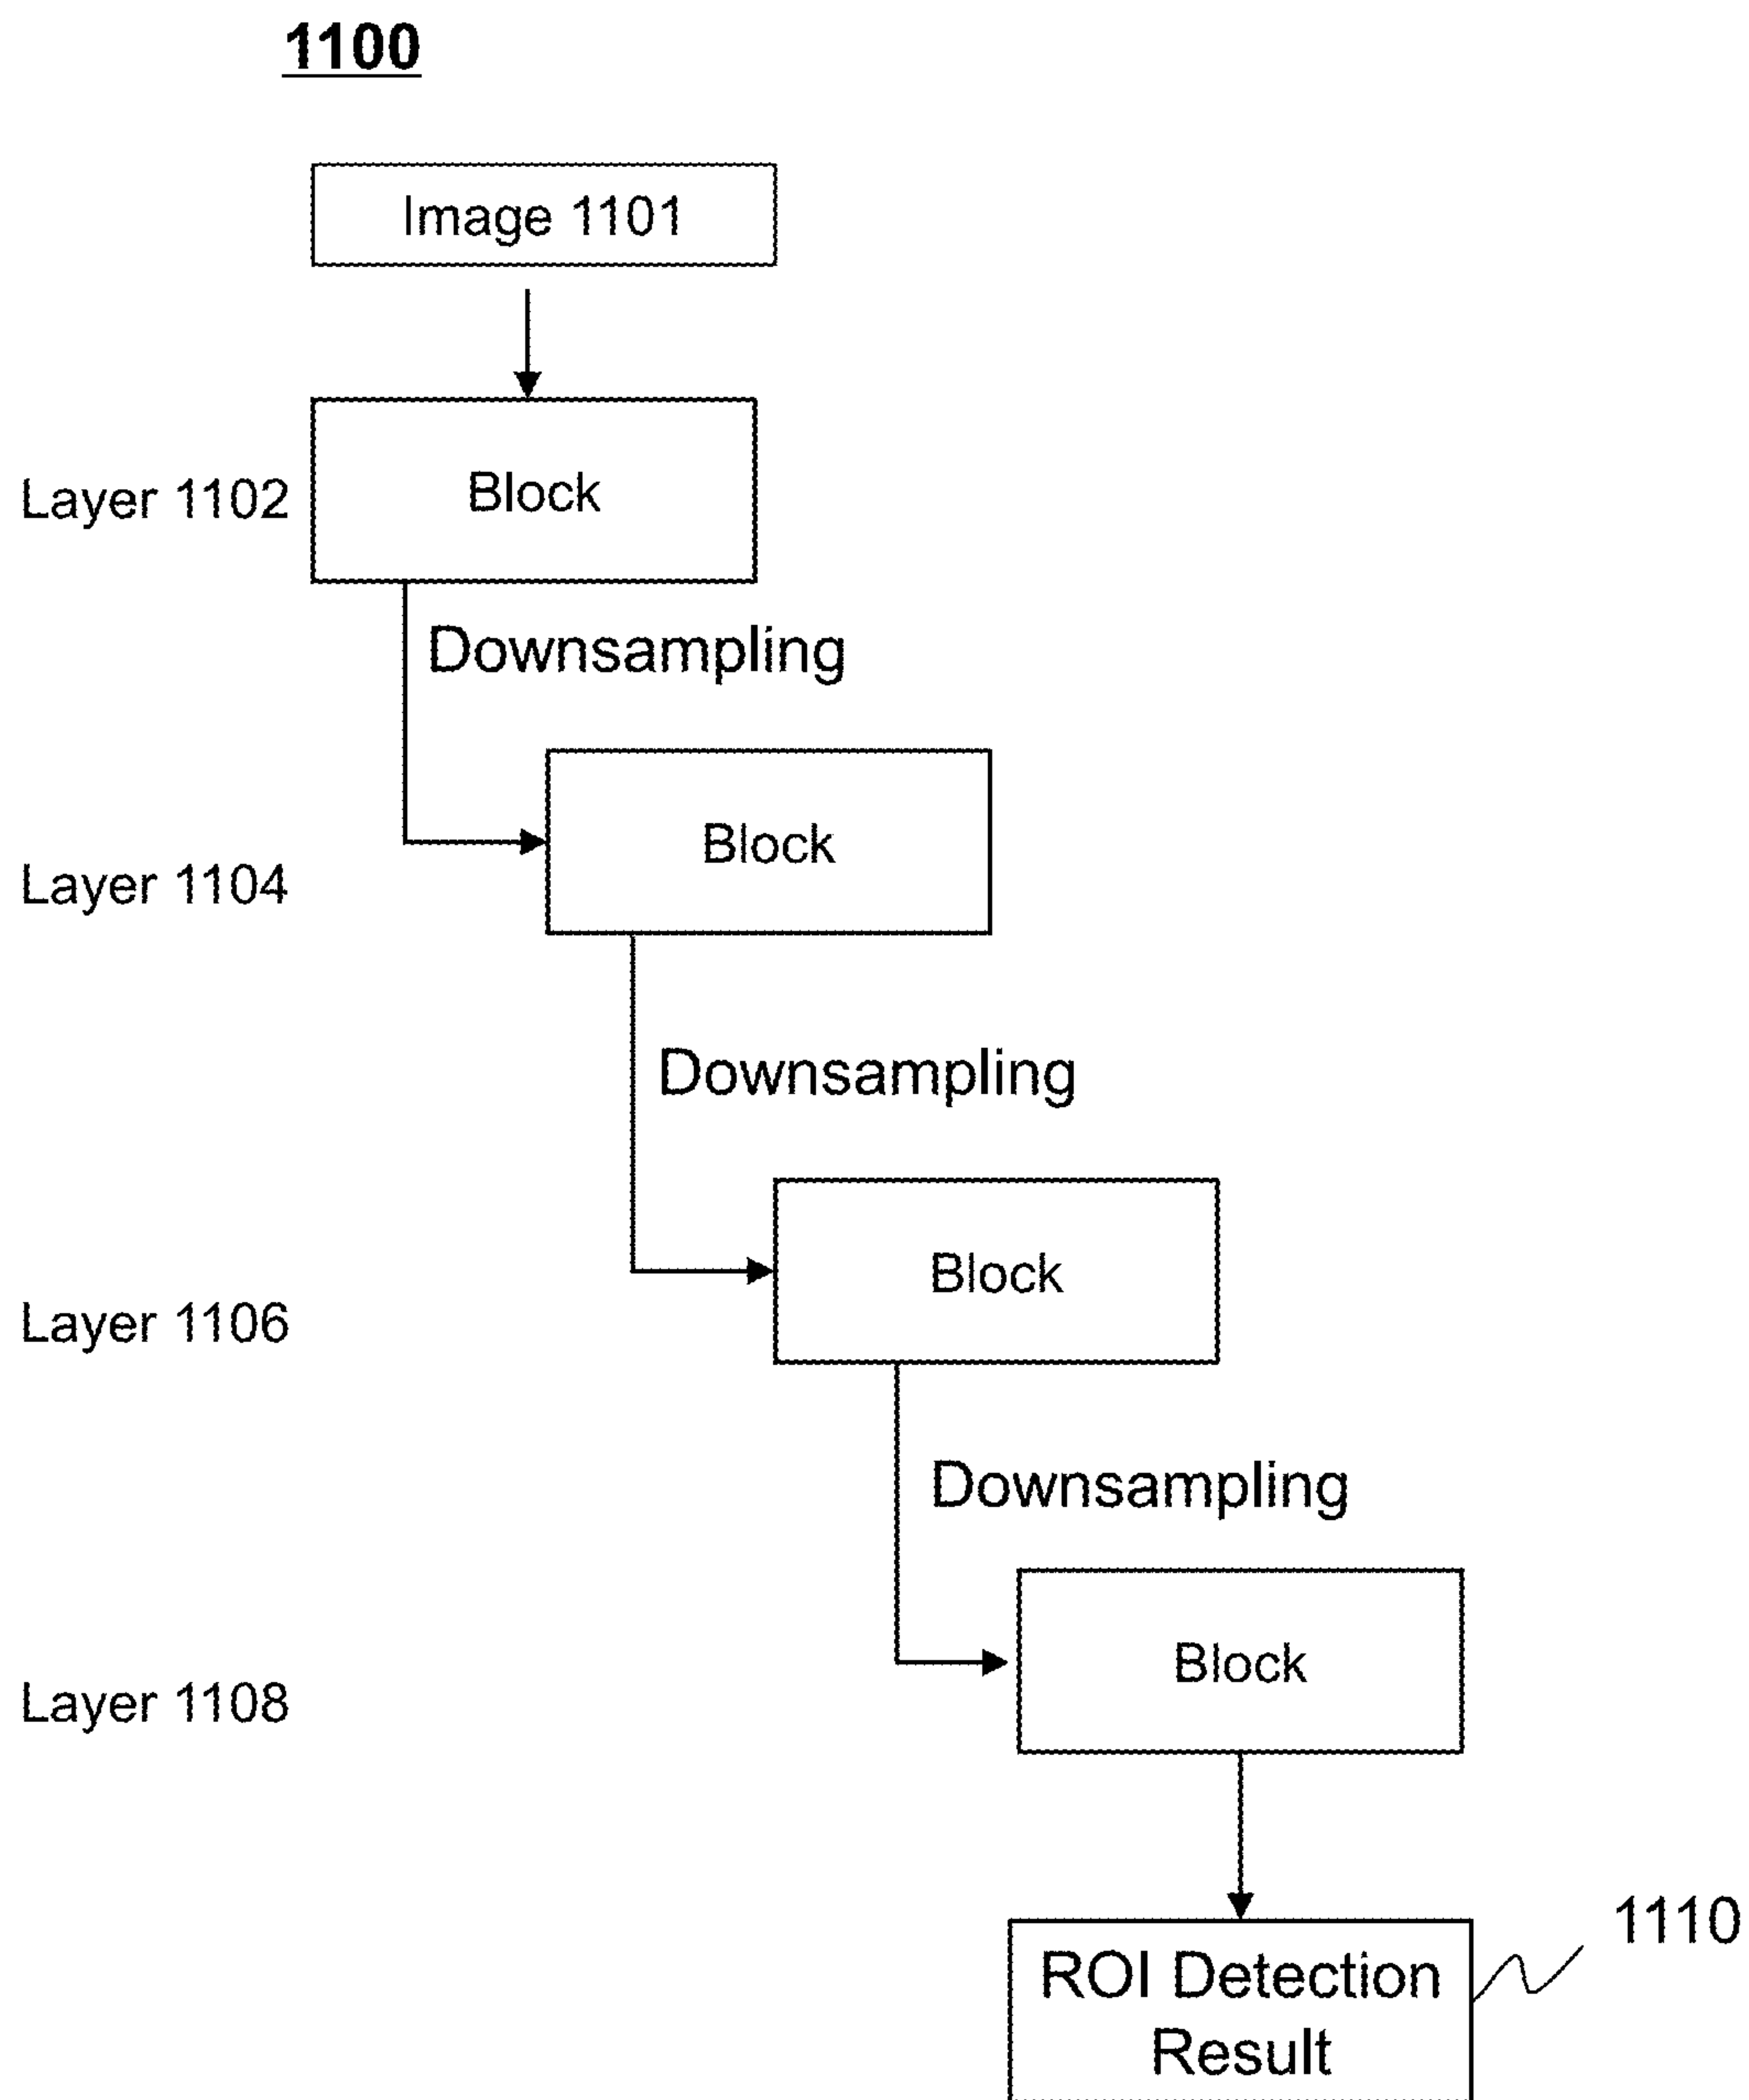 1100
Image 1101
Layer 1102
Block
Downsampling
Layer 1104
Block
Downsampling
Layer 1106
Block
Downsampling
Layer 1108
Block
1110
ROI Detection
Result